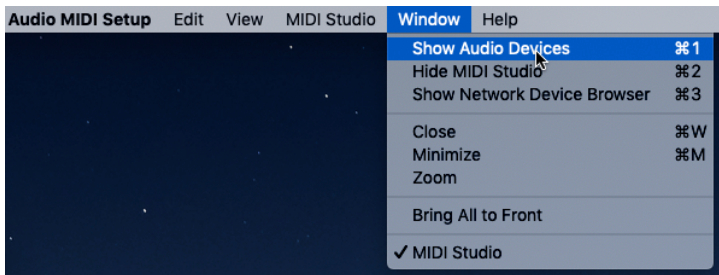 Audio MIDI Setup Edit View MIDI Studio Window Help
Show Audio Devices ⌘1
Hide MIDI Studio ⌘2
Show Network Device Browser ⌘3
Close ⌘W
Minimize ⌘M
Zoom
Bring All to Front
✓ MIDI Studio